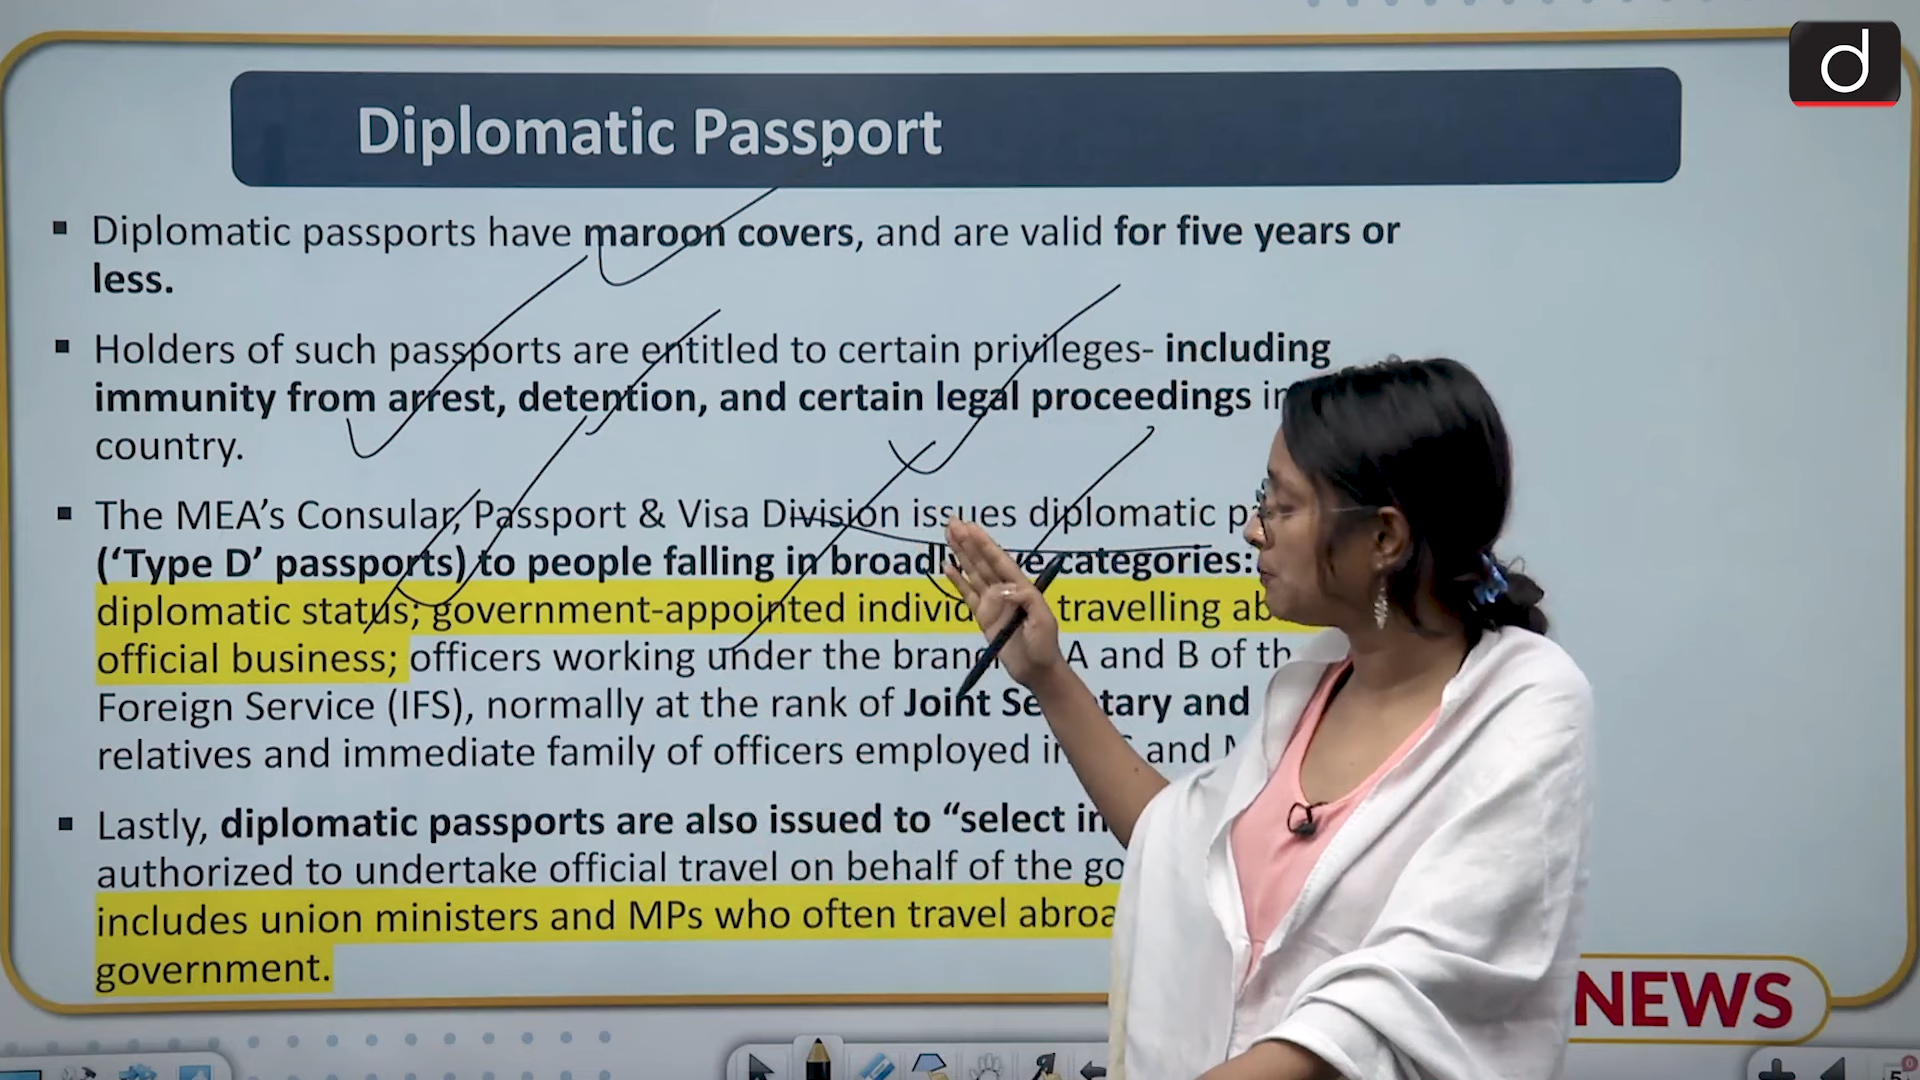 d
Diplomatic Passport
▪ Diplomatic passports have maroon covers, and are valid for five years or
less.
▪ Holders of such passports are entitled to certain privileges- including
immunity from arrest, detention, and certain legal proceedings
country.
▪ The MEA’s Consular, Passport & Visa Division issues diplomatic
(‘Type D’ passports) to people falling in broadly categories:
diplomatic status; government-appointed travelling
official business; officers working under the A and B of
Foreign Service (IFS), normally at the rank of Joint and
relatives and immediate family of officers employed and
▪ Lastly, diplomatic passports are also issued to “select
authorized to undertake official travel on behalf of the
includes union ministers and MPs who often travel
government.
NEWS